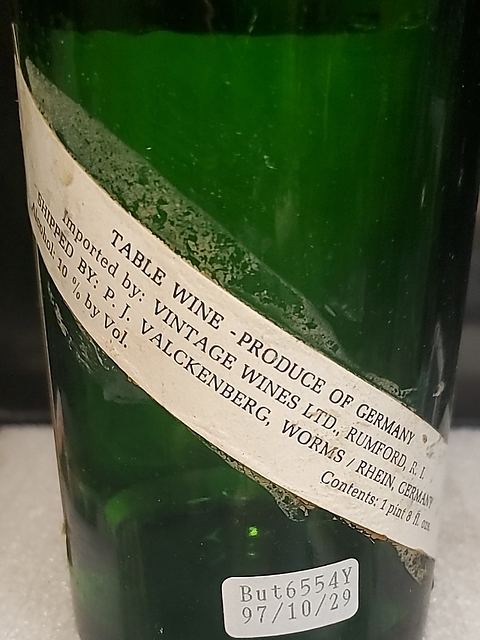 TABLE WINE - PRODUCE OF GERMANY
Imported by: VINTAGE WINES LTD., RUMFORD, R. I.
SHIPPED BY: P. J. VALCKENBERG, WORMS / RHEIN, GERMANY
Alcohol: 10 % by Vol.
Contents: 1 pint 8 fl. ozs.
But6554Y
97/10/29